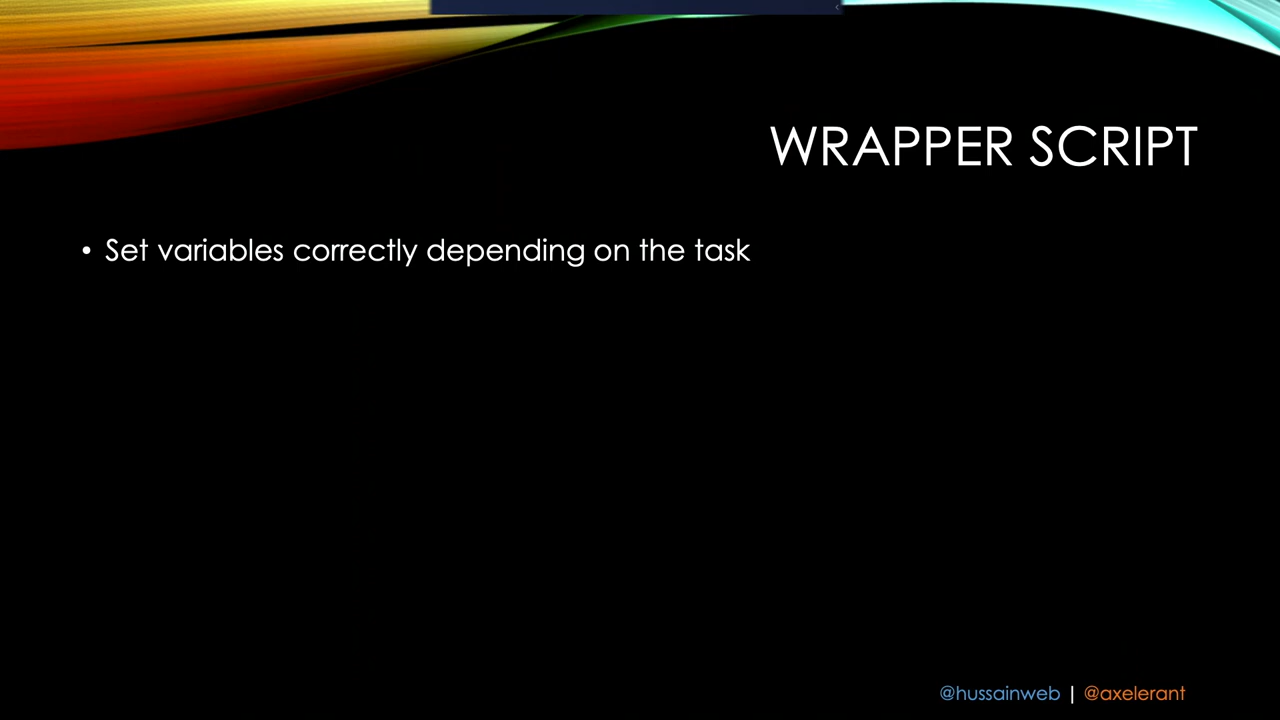 WRAPPER SCRIPT
• Set variables correctly depending on the task
@hussainweb | @axelerant